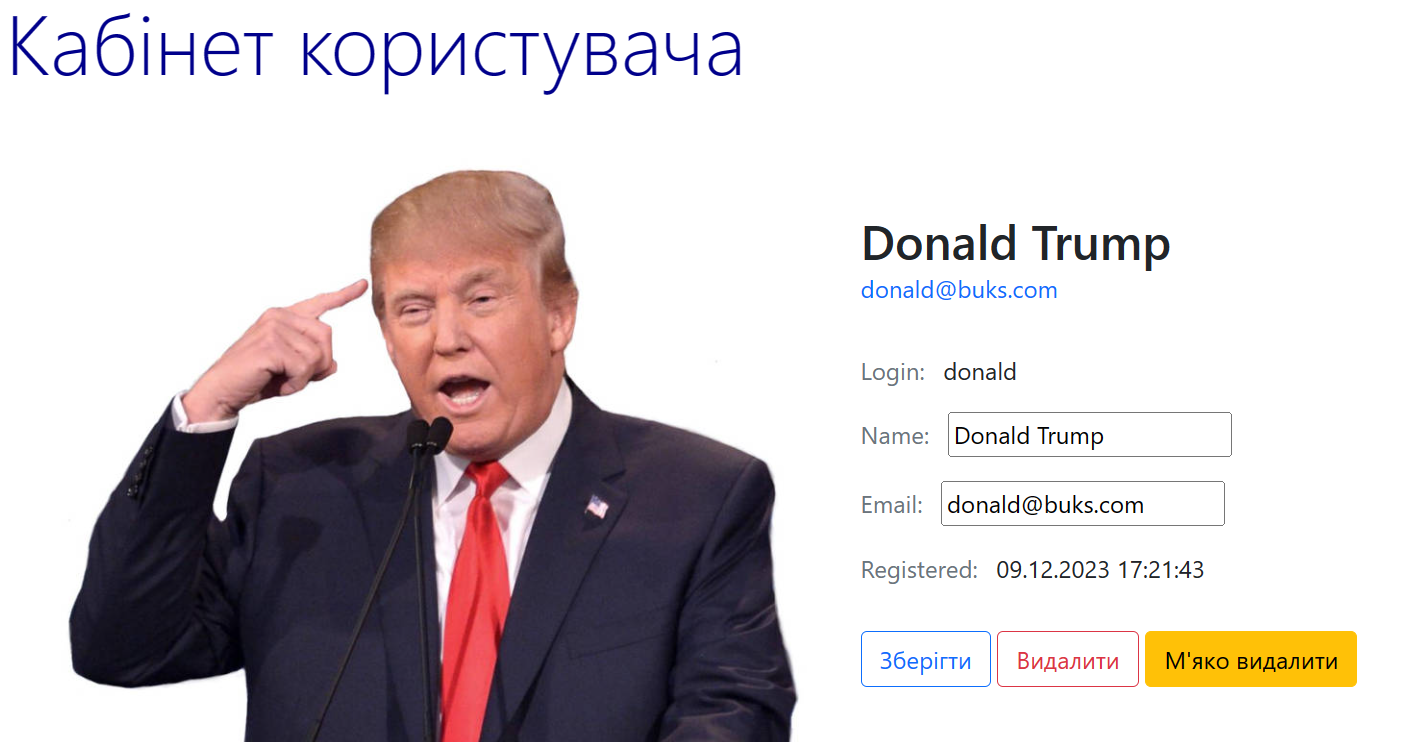 Кабінет користувача
Donald Trump
donald@buks.com
Login: donald
Name: Donald Trump
Email: donald@buks.com
Registered: 09.12.2023 17:21:43
Зберігти Видалити М'яко видалити